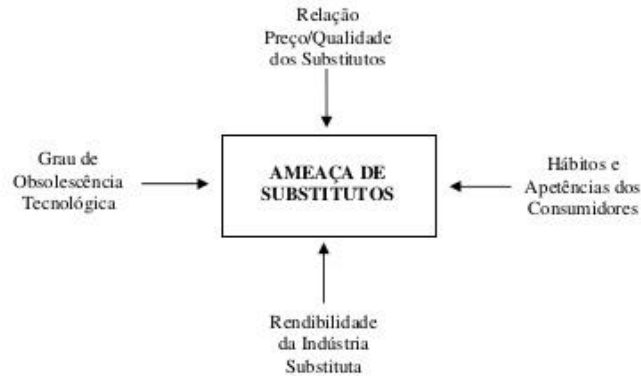 Relação
Preço/Qualidade
dos Substitutos
Grau de
Obsolescência
Tecnológica
AMEAÇA DE
SUBSTITUTOS
Hábitos e
Apetências dos
Consumidores
Rendibilidade
da Indústria
Substituta